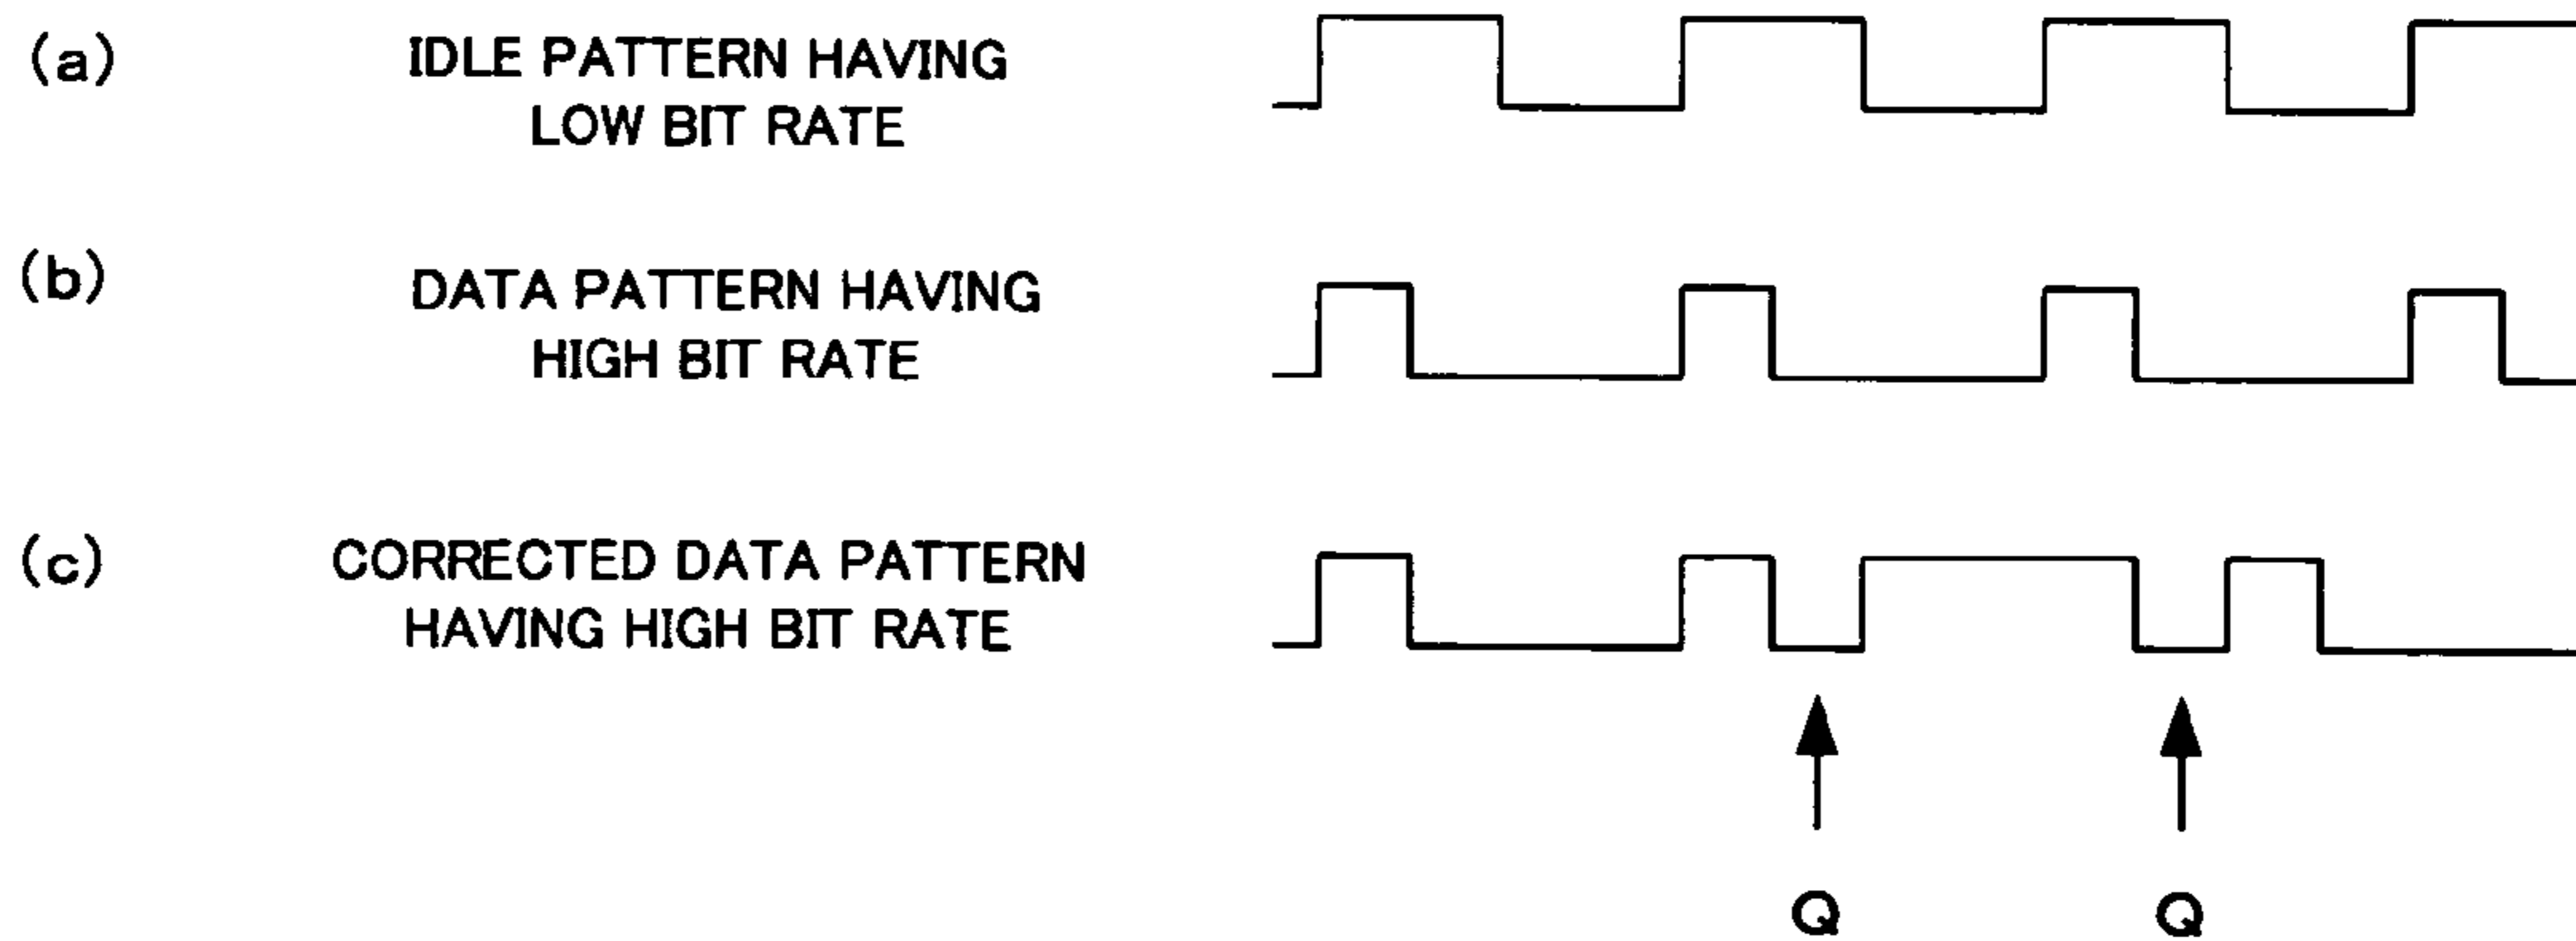 (a) IDLE PATTERN HAVING
LOW BIT RATE
(b) DATA PATTERN HAVING
HIGH BIT RATE
(c) CORRECTED DATA PATTERN
HAVING HIGH BIT RATE
Q Q